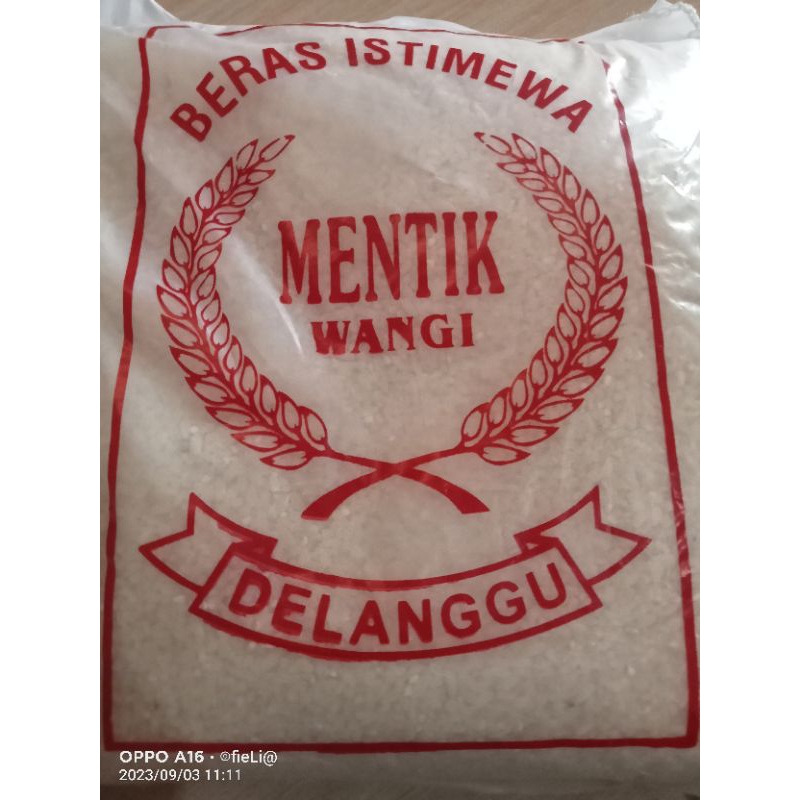 BERAS ISTIMEWA
MENTIK
WANGI
DELANGGU
OPPO A16 · ©fieLi@
2023/09/03 11:11